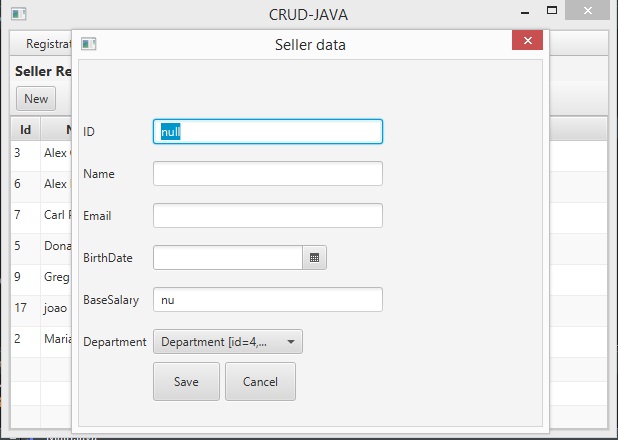 CRUD-JAVA
Seller data
Registrat
Seller Re
New
Id N
3 Alex
6 Alex
7 Carl
5 Dona
9 Greg
17 joao
2 Maria
ID null
Name
Email
BirthDate
BaseSalary nu
Department Department [id=4,...
Save Cancel